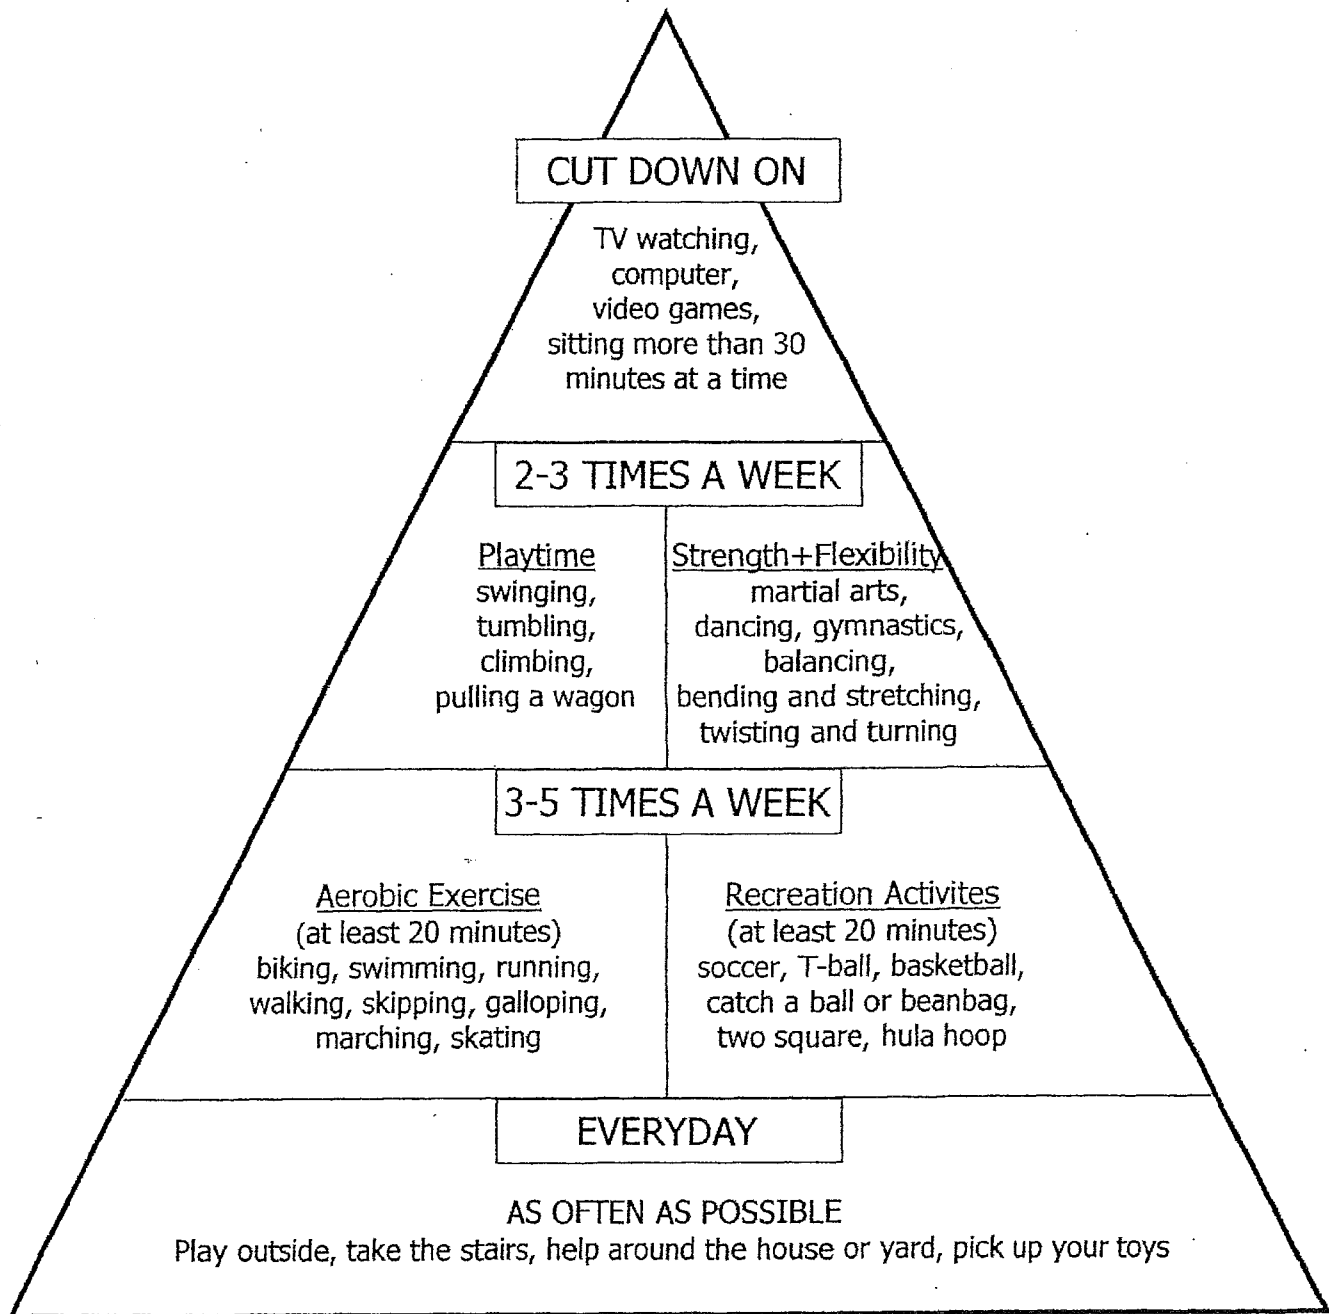 CUT DOWN ON
TV watching,
computer,
video games,
sitting more than 30
minutes at a time
2-3 TIMES A WEEK
Playtime
swinging,
tumbling,
climbing,
pulling a wagon
Strength+Flexibility
martial arts,
dancing, gymnastics,
balancing,
bending and stretching,
twisting and turning
3-5 TIMES A WEEK
Aerobic Exercise
(at least 20 minutes)
biking, swimming, running,
walking, skipping, galloping,
marching, skating
Recreation Activites
(at least 20 minutes)
soccer, T-ball, basketball,
catch a ball or beanbag,
two square, hula hoop
EVERYDAY
AS OFTEN AS POSSIBLE
Play outside, take the stairs, help around the house or yard, pick up your toys